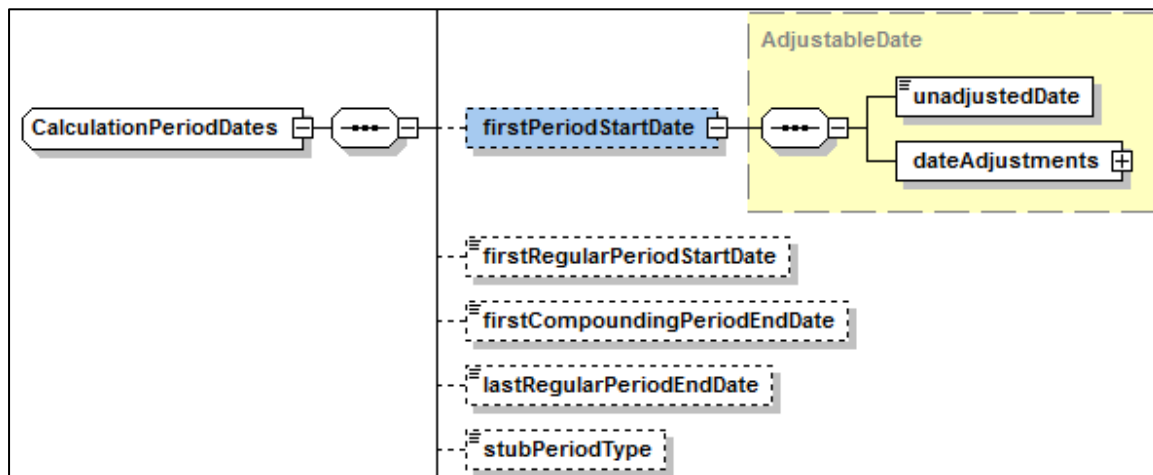 AdjustableDate
unadjustedDate
CalculationPeriodDates
firstPeriodStartDate
dateAdjustments
firstRegularPeriodStartDate
firstCompoundingPeriodEndDate
lastRegularPeriodEndDate
stubPeriodType